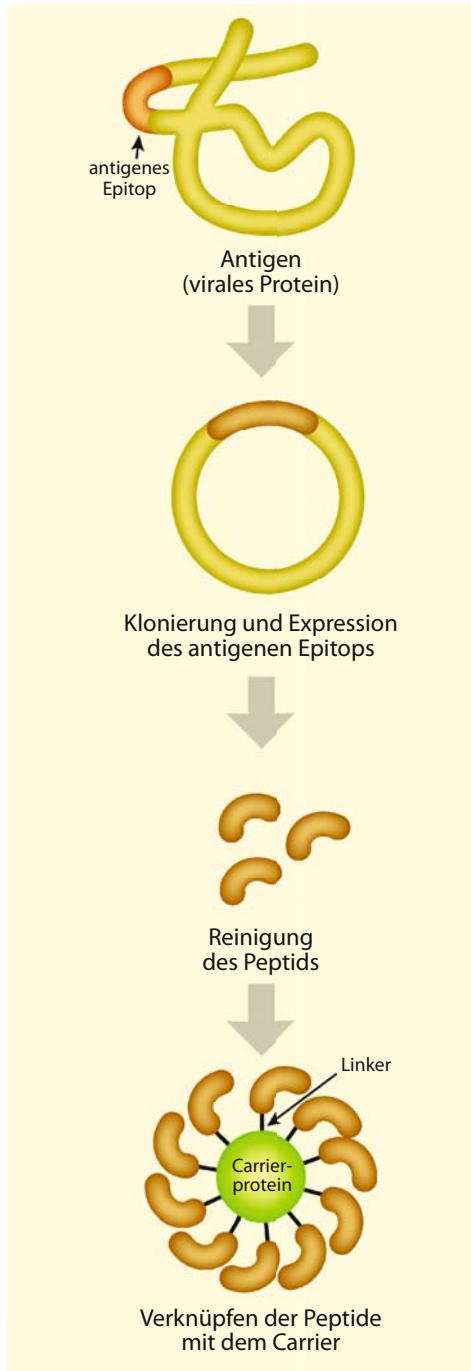 antigenes
Epitop
Antigen
(virales Protein)
Klonierung und Expression
des antigenen Epitops
Reinigung
des Peptids
Linker
Carrier-
protein
Verknüpfen der Peptide
mit dem Carrier